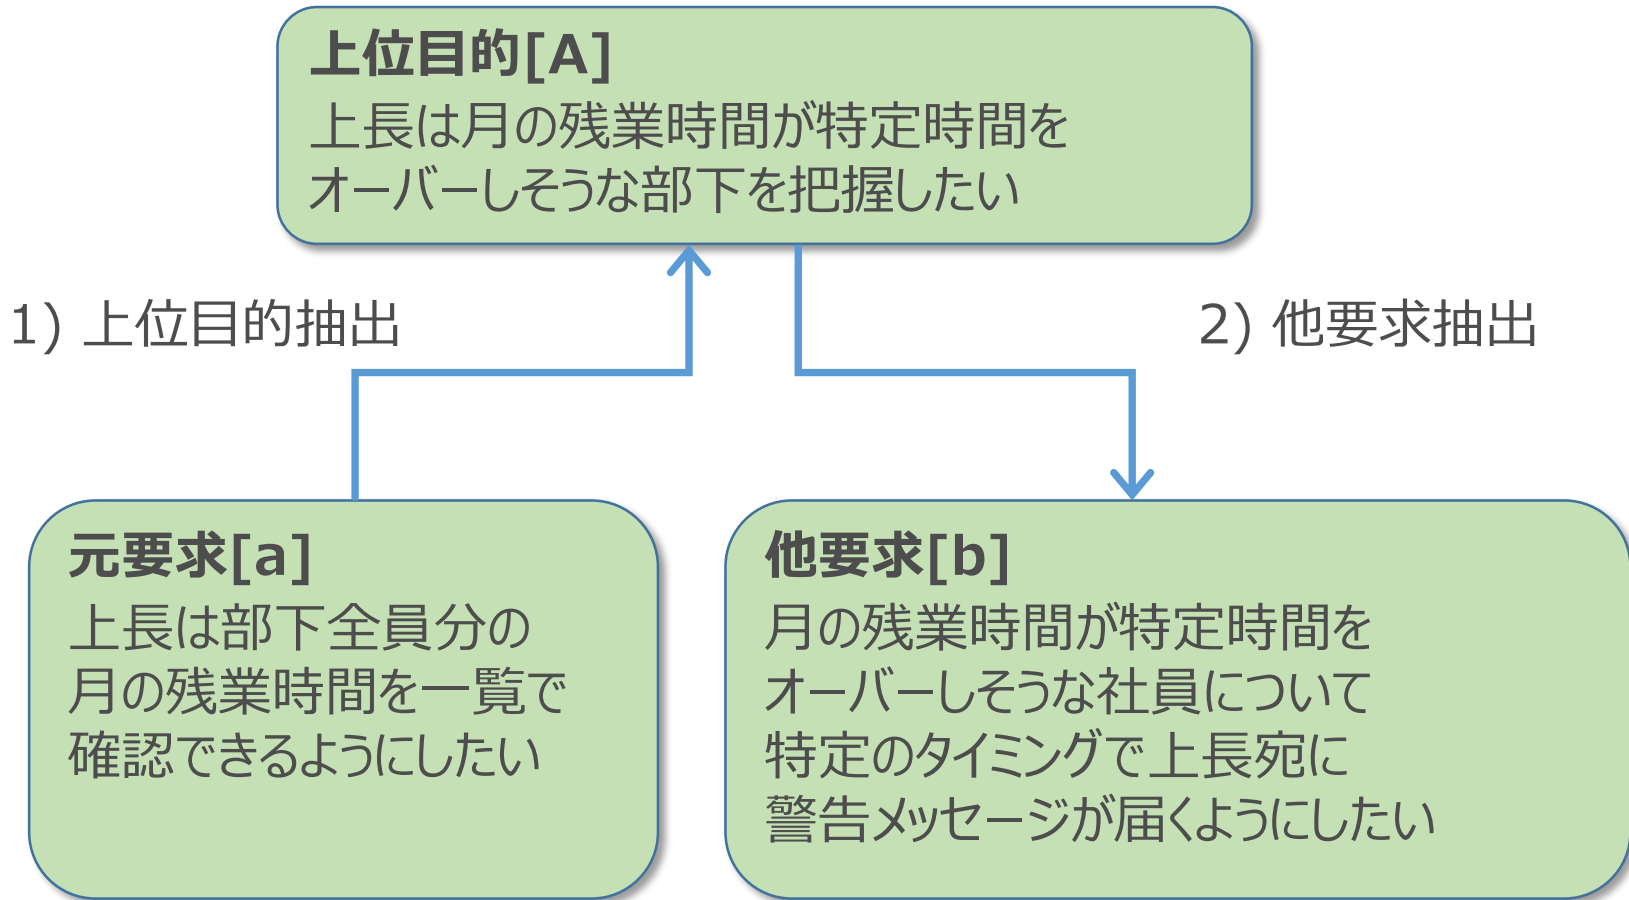 上位目的[A]
上長は月の残業時間が特定時間を
オーバーしそうな部下を把握したい
1) 上位目的抽出
2) 他要求抽出
元要求[a]
上長は部下全員分の
月の残業時間を一覧で
確認できるようにしたい
他要求[b]
月の残業時間が特定時間を
オーバーしそうな社員について
特定のタイミングで上長宛に
警告メッセージが届くようにしたい